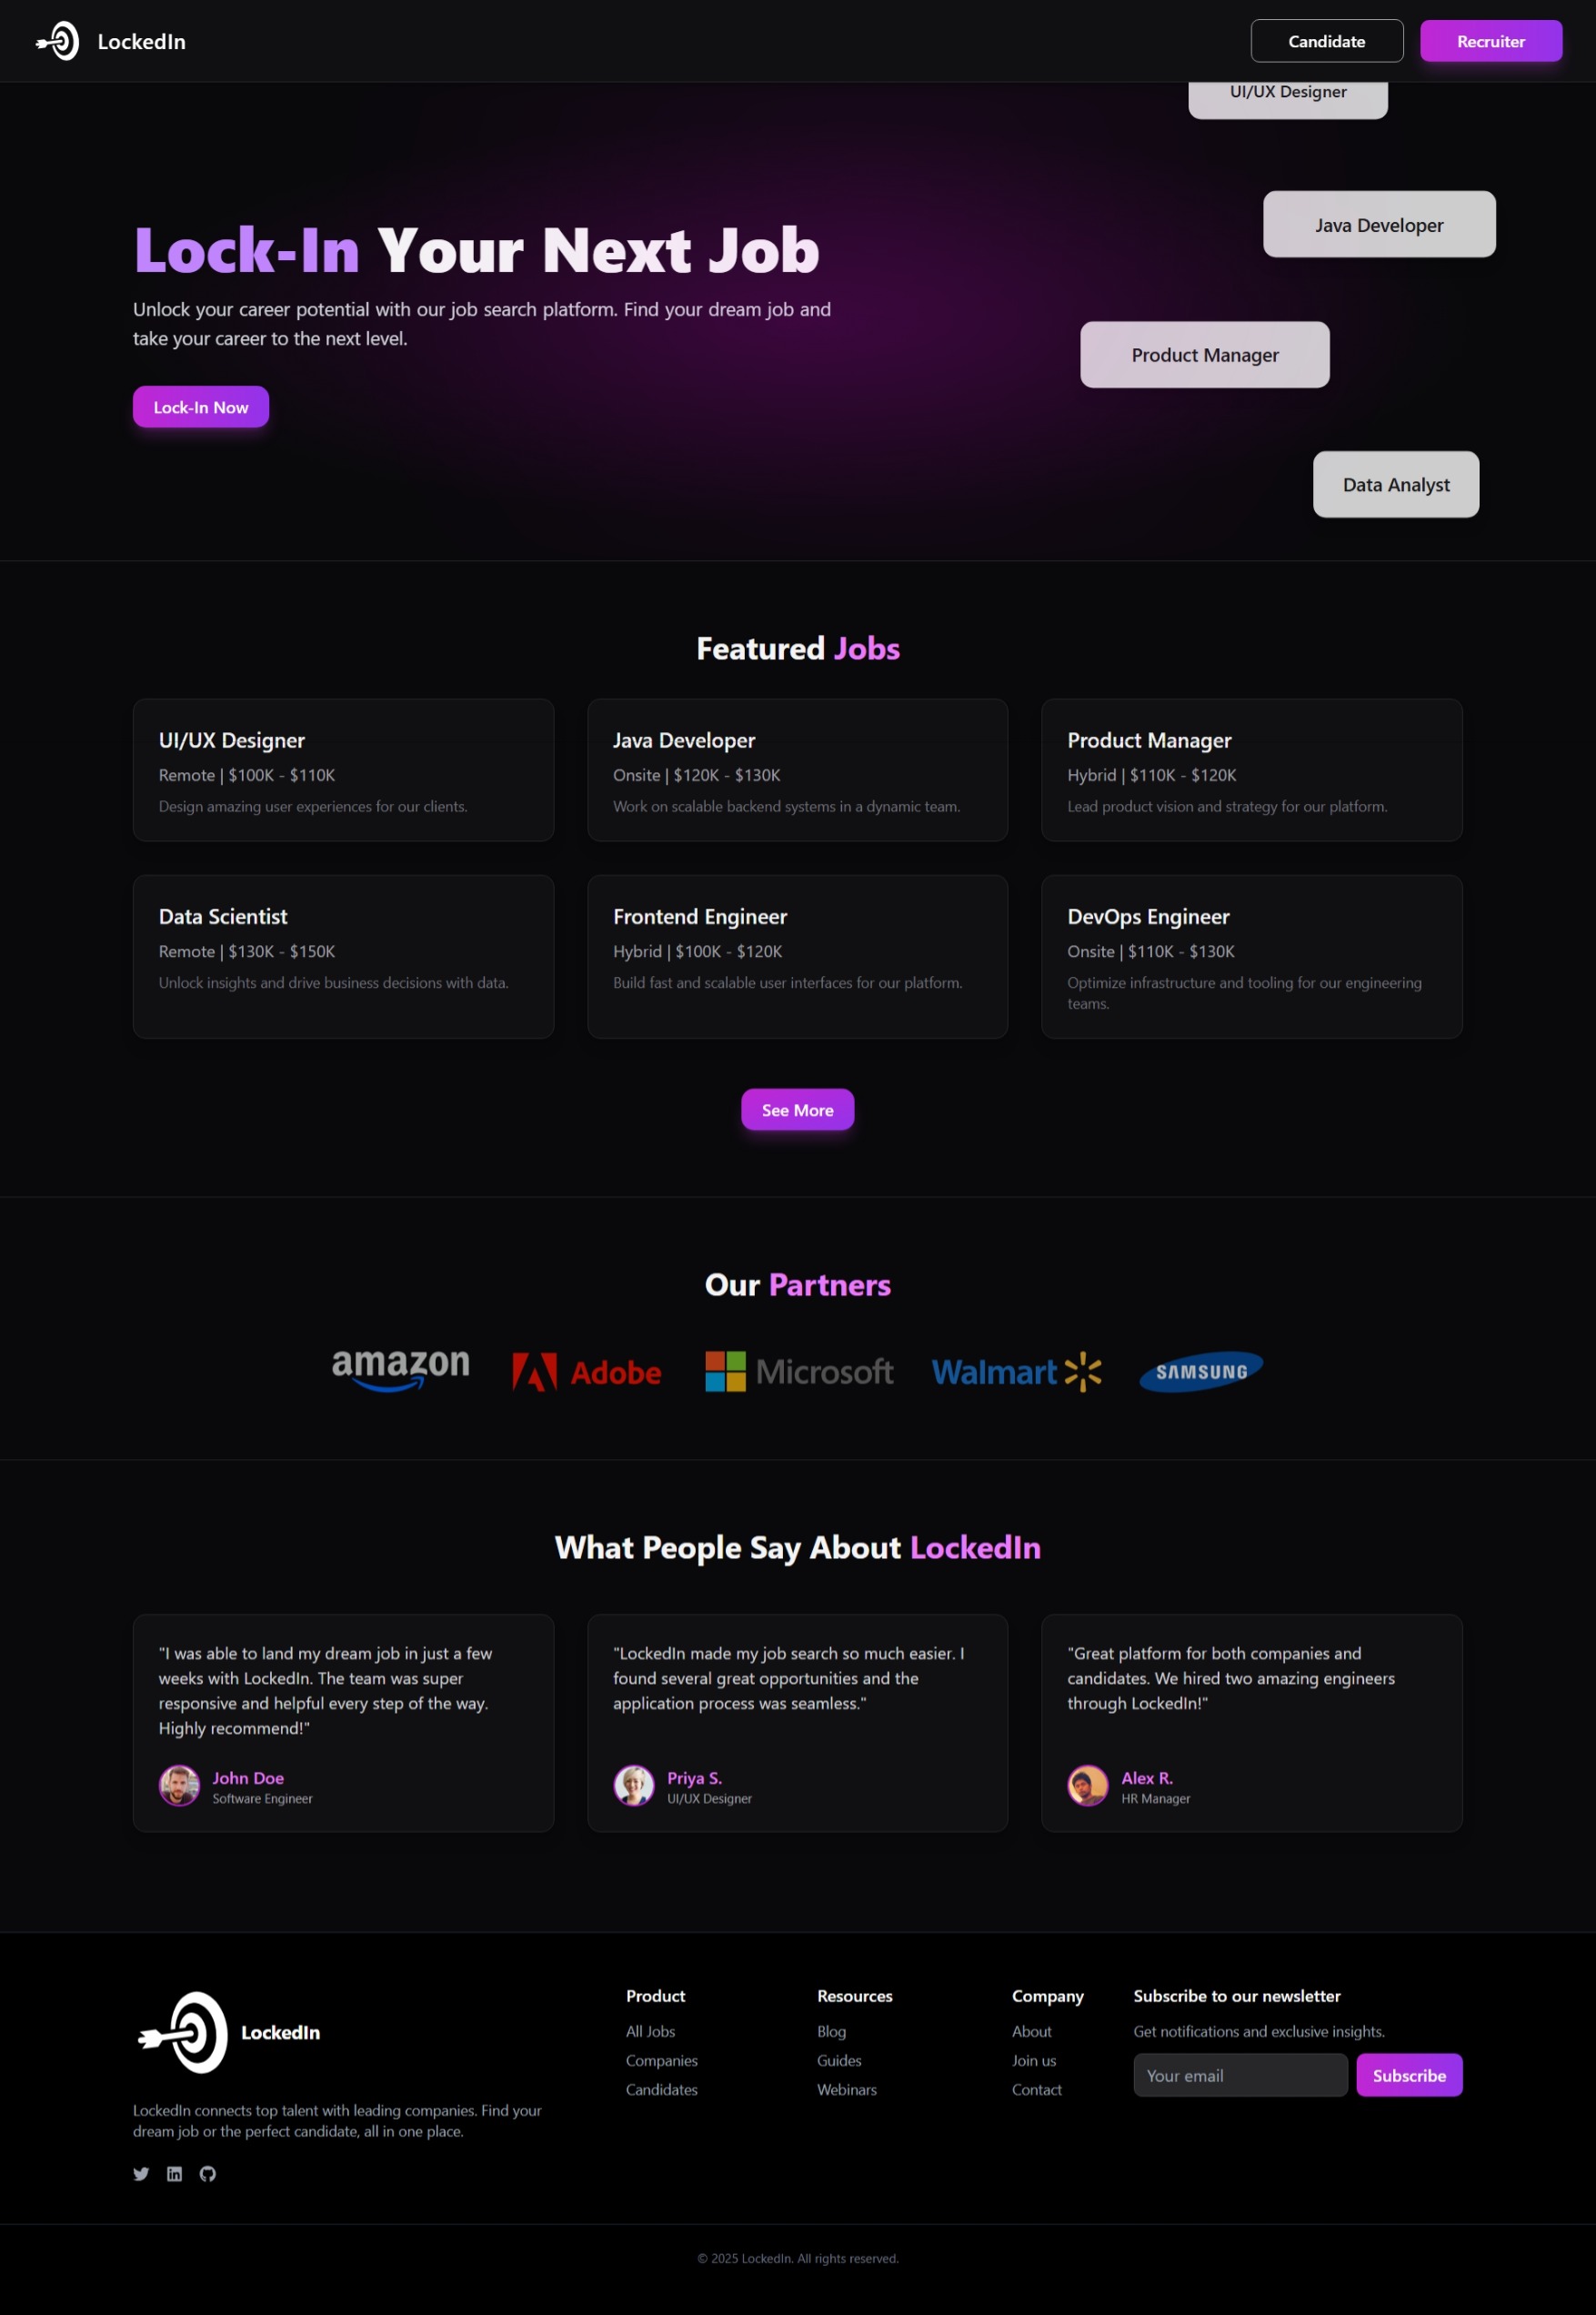 LockedIn
Candidate
Recruiter
UI/UX Designer
Java Developer
Lock-In Your Next Job
Unlock your career potential with our job search platform. Find your dream job and
take your career to the next level.
Product Manager
Lock-In Now
Data Analyst
Featured Jobs
UI/UX Designer
Remote | $100K - $110K
Design amazing user experiences for our clients.
Java Developer
Onsite | $120K - $130K
Work on scalable backend systems in a dynamic team.
Product Manager
Hybrid | $110K - $120K
Lead product vision and strategy for our platform.
Data Scientist
Remote | $130K - $150K
Unlock insights and drive business decisions with data.
Frontend Engineer
Hybrid | $100K - $120K
Build fast and scalable user interfaces for our platform.
DevOps Engineer
Onsite | $110K - $130K
Optimize infrastructure and tooling for our engineering
teams.
See More
Our Partners
amazon
Adobe
Microsoft
Walmart
SAMSUNG
What People Say About LockedIn
"I was able to land my dream job in just a few
weeks with LockedIn. The team was super
responsive and helpful every step of the way.
Highly recommend!"
John Doe
Software Engineer
"LockedIn made my job search so much easier. I
found several great opportunities and the
application process was seamless."
Priya S.
UI/UX Designer
"Great platform for both companies and
candidates. We hired two amazing engineers
through LockedIn!"
Alex R.
HR Manager
LockedIn
LockedIn connects top talent with leading companies. Find your
dream job or the perfect candidate, all in one place.
Product
All Jobs
Companies
Candidates
Resources
Blog
Guides
Webinars
Company
About
Join us
Contact
Subscribe to our newsletter
Get notifications and exclusive insights.
Your email
Subscribe
© 2025 LockedIn. All rights reserved.